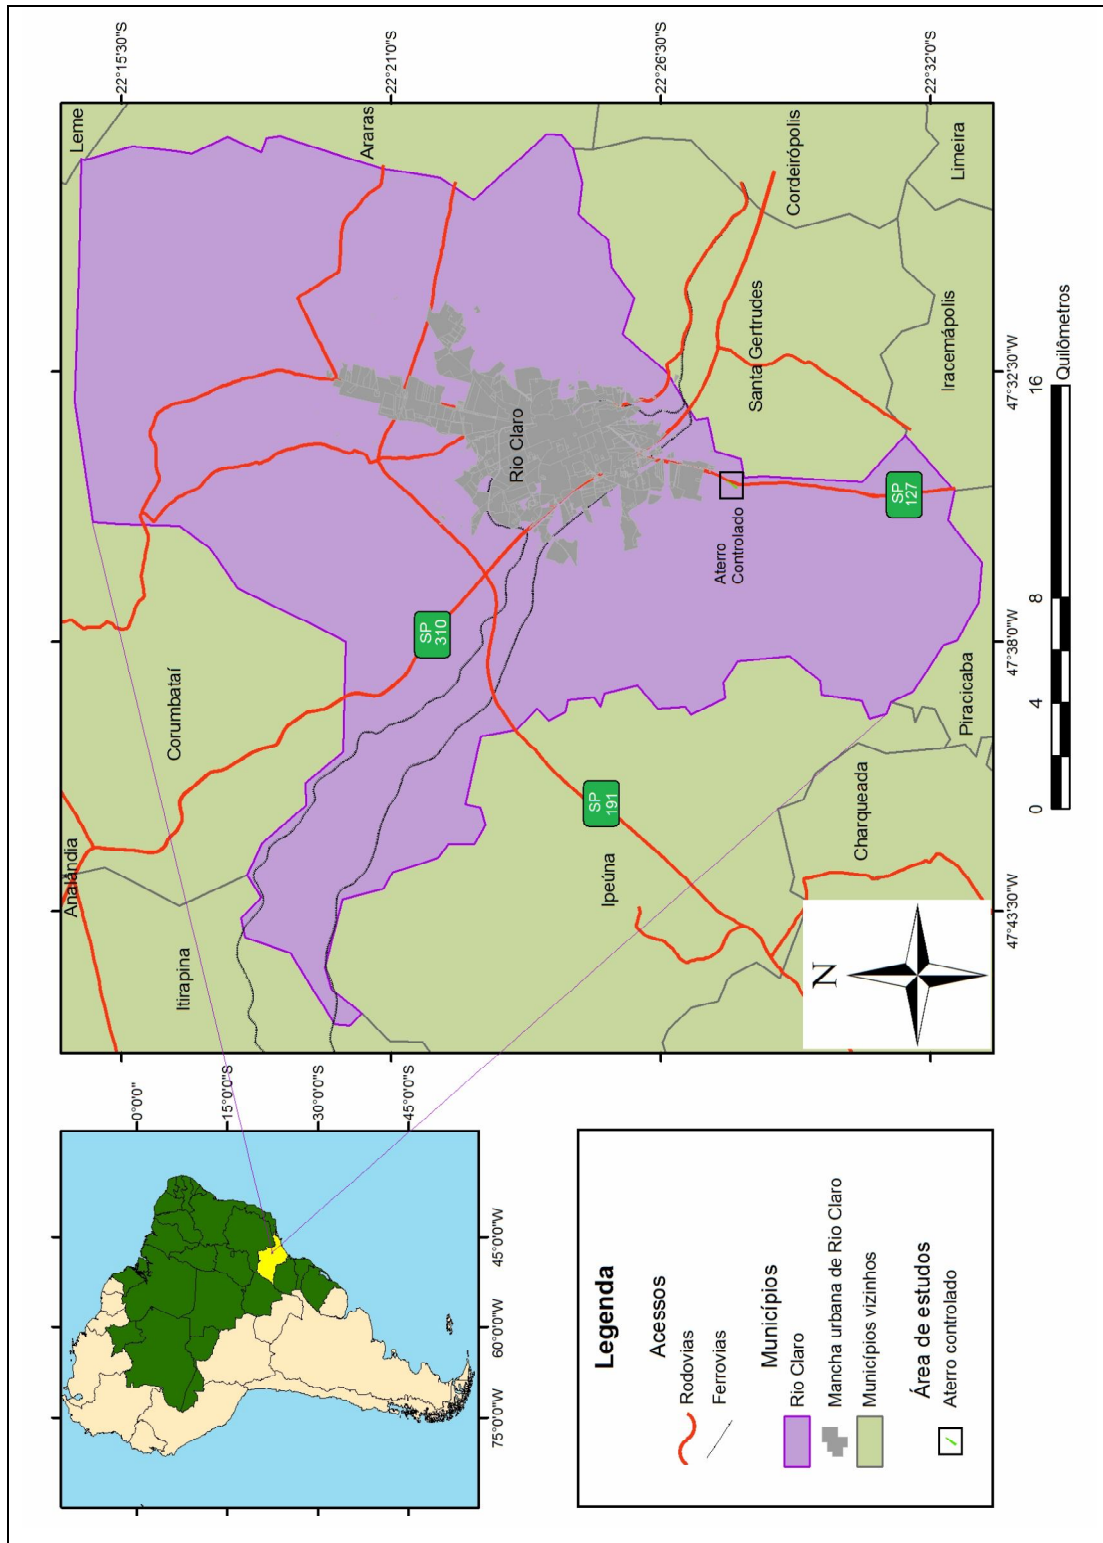 22°15'30"S
22°21'0"S
22°26'30"S
22°32'0"S
Leme
Araras
Cordeirópolis
Limeira
Rio Claro
Santa Gertrudes
Iracemápolis
SP
127
Aterro
Controlado
SP
310
Corumbataí
SP
191
Piracicaba
Charqueada
Ipeúna
Analândia
Itirapina
N
47°32'30"W
47°38'0"W
47°43'30"W
0
4
8
16
Quilômetros
0°0'0"
15°0'0"S
30°0'0"S
45°0'0"S
75°0'0"W
60°0'0"W
45°0'0"W
Legenda
Acessos
Rodovias
Ferrovias
Municípios
Rio Claro
Mancha urbana de Rio Claro
Municípios vizinhos
Área de estudos
Aterro controlado